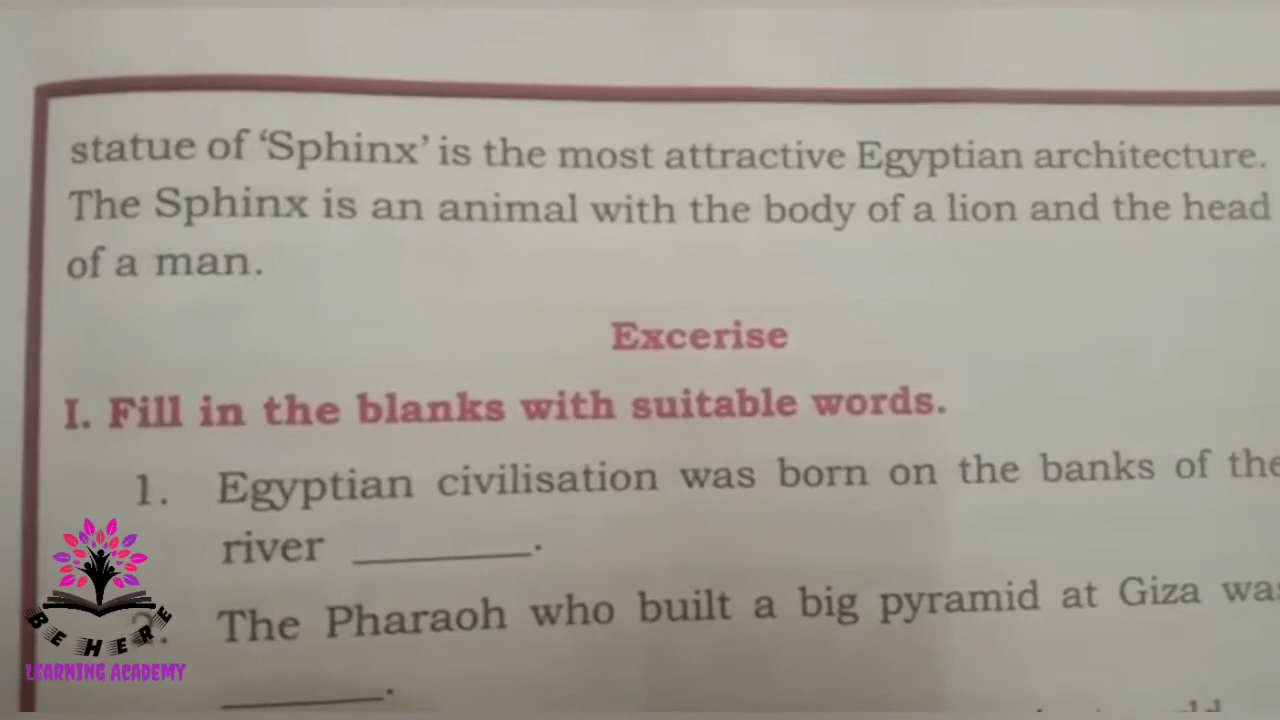 statue of ‘Sphinx’ is the most attractive Egyptian architecture.
The Sphinx is an animal with the body of a lion and the head
of a man.
Excerise
I. Fill in the blanks with suitable words.
1. Egyptian civilisation was born on the banks of the
river ________.
2. The Pharaoh who built a big pyramid at Giza was
________.
BE HERE
LEARNING ACADEMY